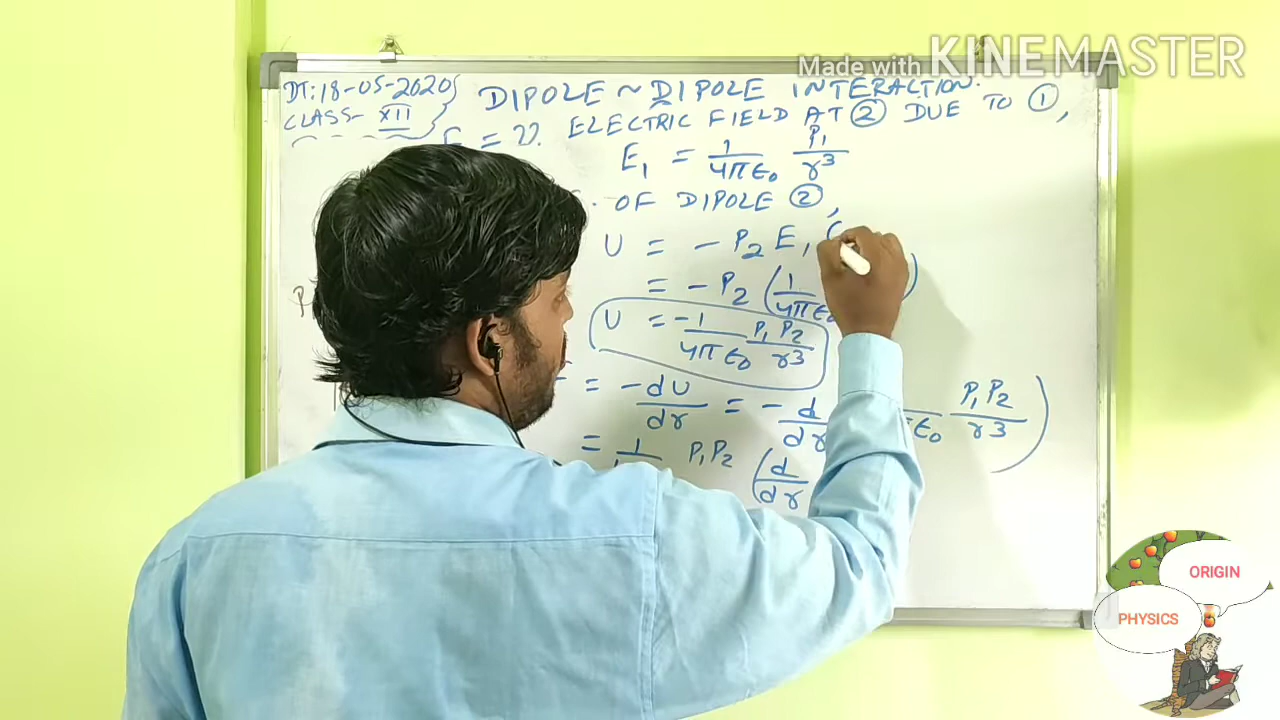 Made with KINEMASTER
DT:18-05-2020
CLASS- XII
DIPOLE ~ DIPOLE INTERACTION.
ELECTRIC FIELD AT ② DUE TO ①,
E₁ = 1/4πε₀ P₁/r³
OF DIPOLE ②,
U = - P₂ E₁ (
= - P₂ (1/4πε₀ )
U = -1/4πε₀ P₁P₂/r³
= -dU/dr = - d/dr P₁P₂/r³ )
= 1 P₁P₂ (d/dr
ORIGIN
PHYSICS